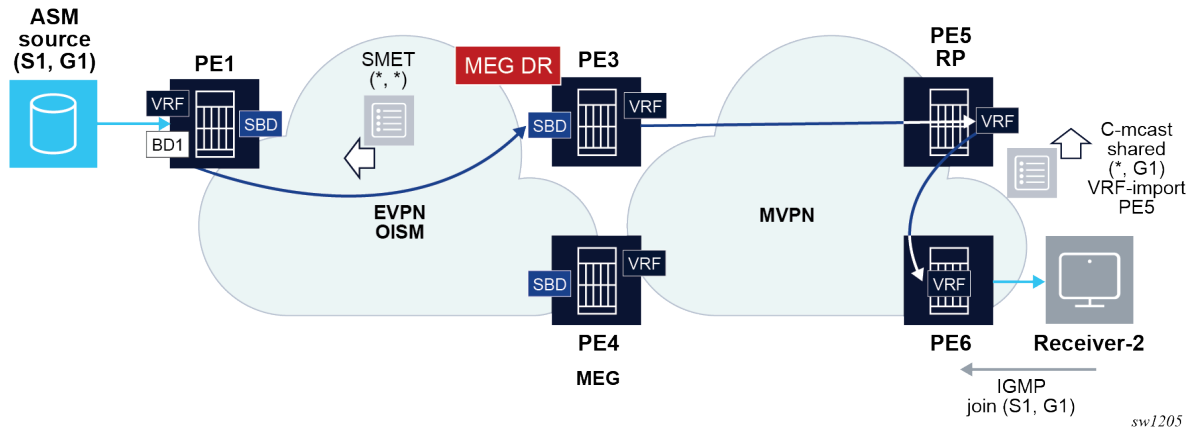 ASM
source
(S1, G1)
PE1
VRF
BD1
SBD
SMET
(*, *)
MEG DR
PE3
SBD
VRF
EVPN
OISM
SBD
VRF
PE4
MEG
MVPN
PE5
RP
VRF
C-mcast
shared
(*, G1)
VRF-import
PE5
VRF
PE6
Receiver-2
IGMP
join (S1, G1)
sw1205